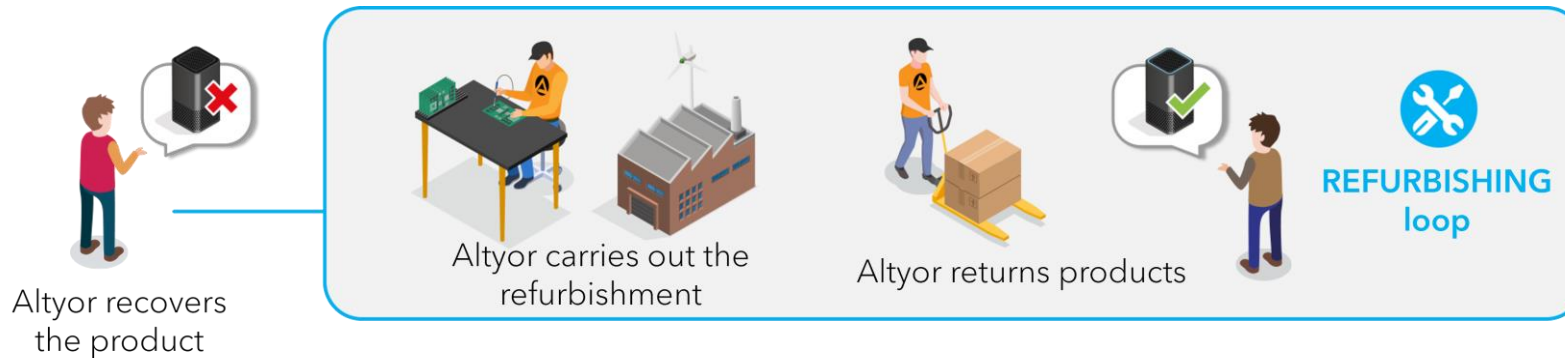 Altyor recovers
the product
Altyor carries out the
refurbishment
Altyor returns products
REFURBISHING
loop